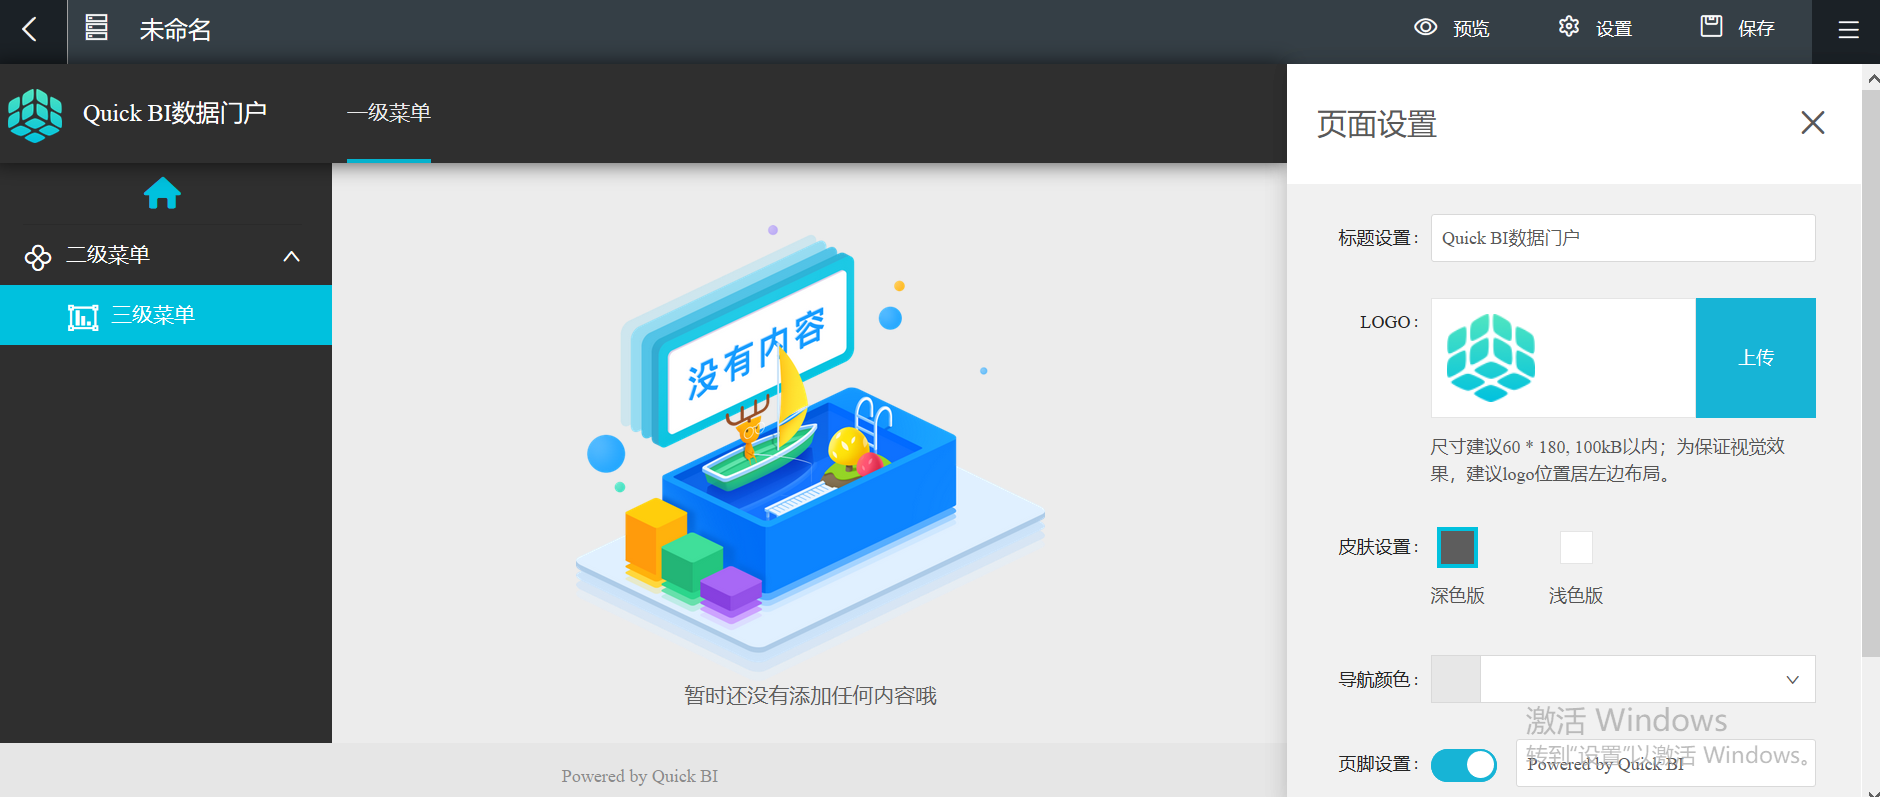 未命名
预览
设置
保存
Quick BI数据门户
一级菜单
二级菜单
三级菜单
没有内容
暂时还没有添加任何内容哦
Powered by Quick BI
页面设置
标题设置：
Quick BI数据门户
LOGO：
上传
尺寸建议60 * 180, 100kB以内；为保证视觉效
果，建议logo位置居左边布局。
皮肤设置：
深色版
浅色版
导航颜色：
激活 Windows
转到“设置”以激活 Windows。
页脚设置：
Powered by Quick BI